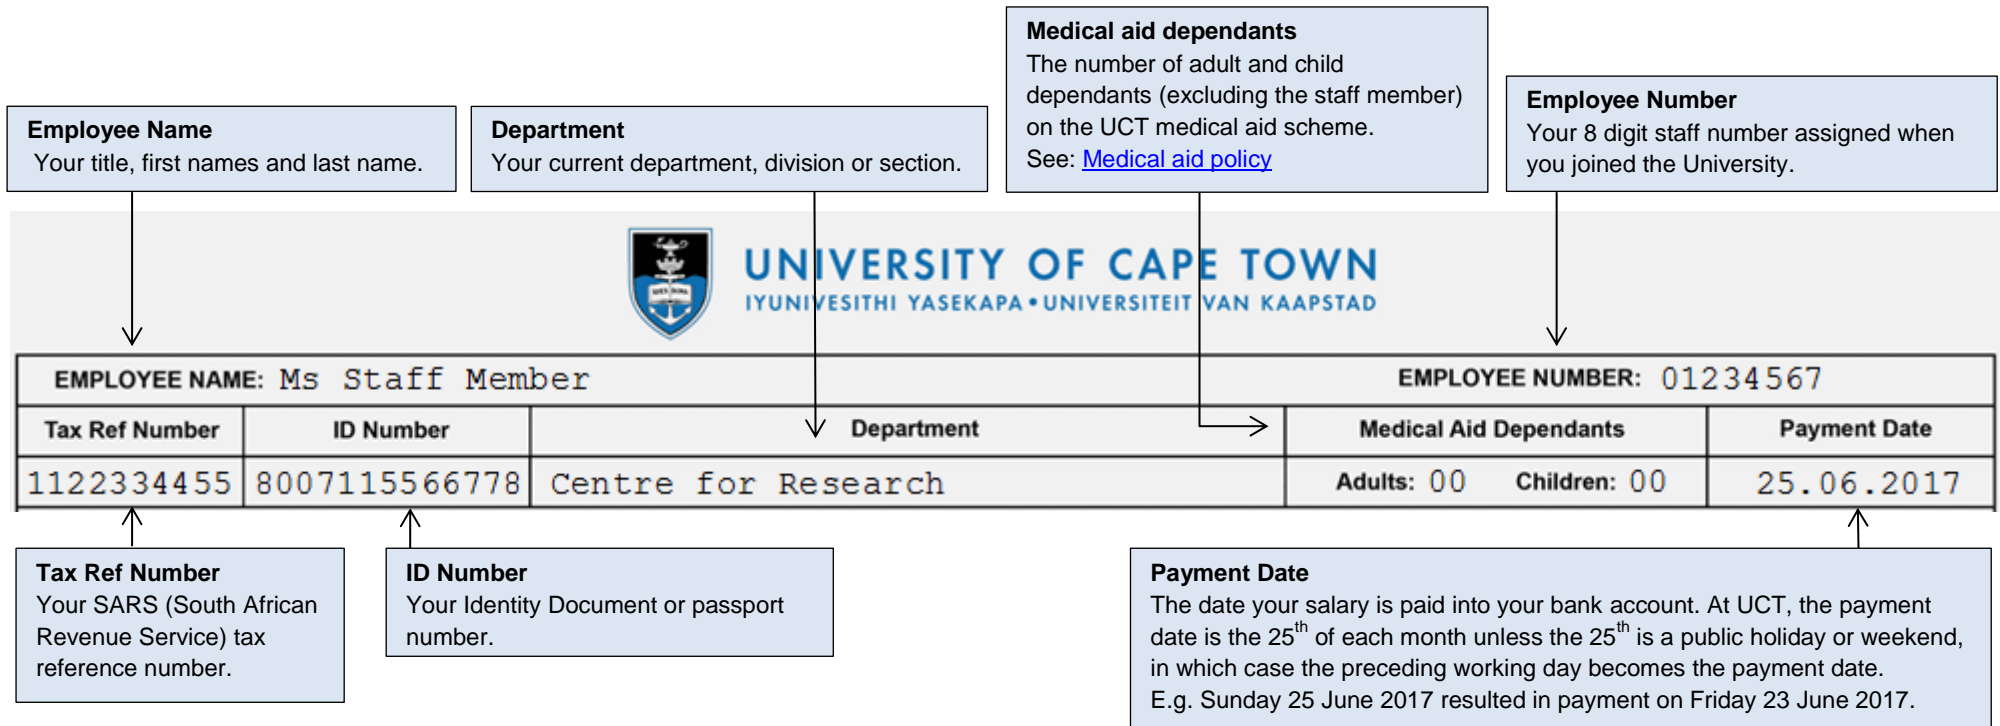 Medical aid dependants
The number of adult and child
dependants (excluding the staff member)
on the UCT medical aid scheme.
See: Medical aid policy
Employee Name
Your title, first names and last name.
Department
Your current department, division or section.
Employee Number
Your 8 digit staff number assigned when
you joined the University.
UNIVERSITY OF CAPE TOWN
IYUNIVESITHI YASEKAPA • UNIVERSITEIT VAN KAAPSTAD
EMPLOYEE NAME: Ms Staff Member EMPLOYEE NUMBER: 01234567
Tax Ref Number ID Number Department Medical Aid Dependants Payment Date
1122334455 8007115566778 Centre for Research Adults: 00 Children: 00 25.06.2017
Tax Ref Number
Your SARS (South African
Revenue Service) tax
reference number.
ID Number
Your Identity Document or passport
number.
Payment Date
The date your salary is paid into your bank account. At UCT, the payment
date is the 25th of each month unless the 25th is a public holiday or weekend,
in which case the preceding working day becomes the payment date.
E.g. Sunday 25 June 2017 resulted in payment on Friday 23 June 2017.